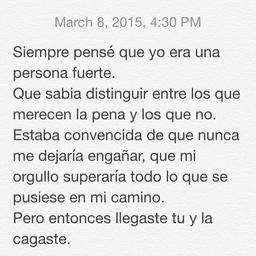 March 8, 2015, 4:30 PM
Siempre pensé que yo era una
persona fuerte.
Que sabia distinguir entre los que
merecen la pena y los que no.
Estaba convencida de que nunca
me dejaría engañar, que mi
orgullo superaría todo lo que se
pusiese en mi camino.
Pero entonces llegaste tu y la
cagaste.